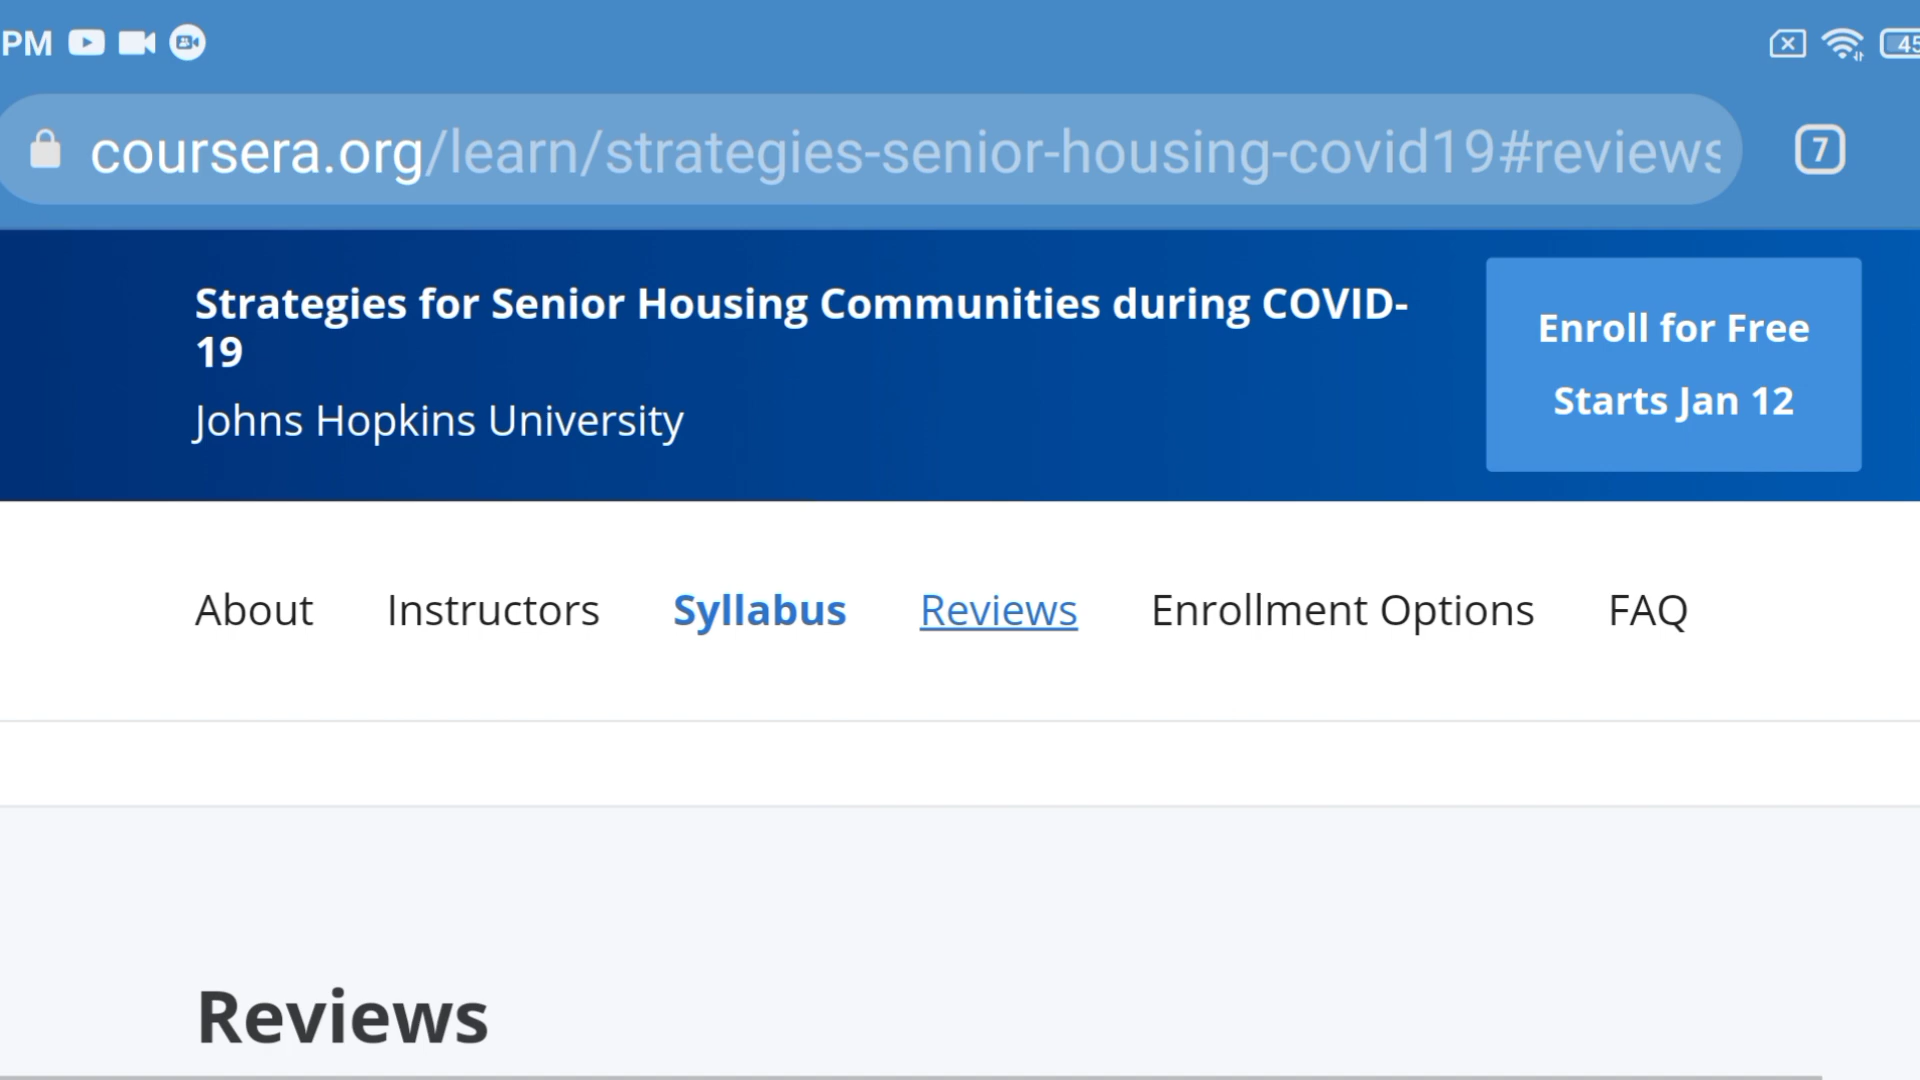 PM
45
coursera.org/learn/strategies-senior-housing-covid19#reviews
7
Strategies for Senior Housing Communities during COVID-
19
Johns Hopkins University
Enroll for Free
Starts Jan 12
About Instructors Syllabus Reviews Enrollment Options FAQ
Reviews